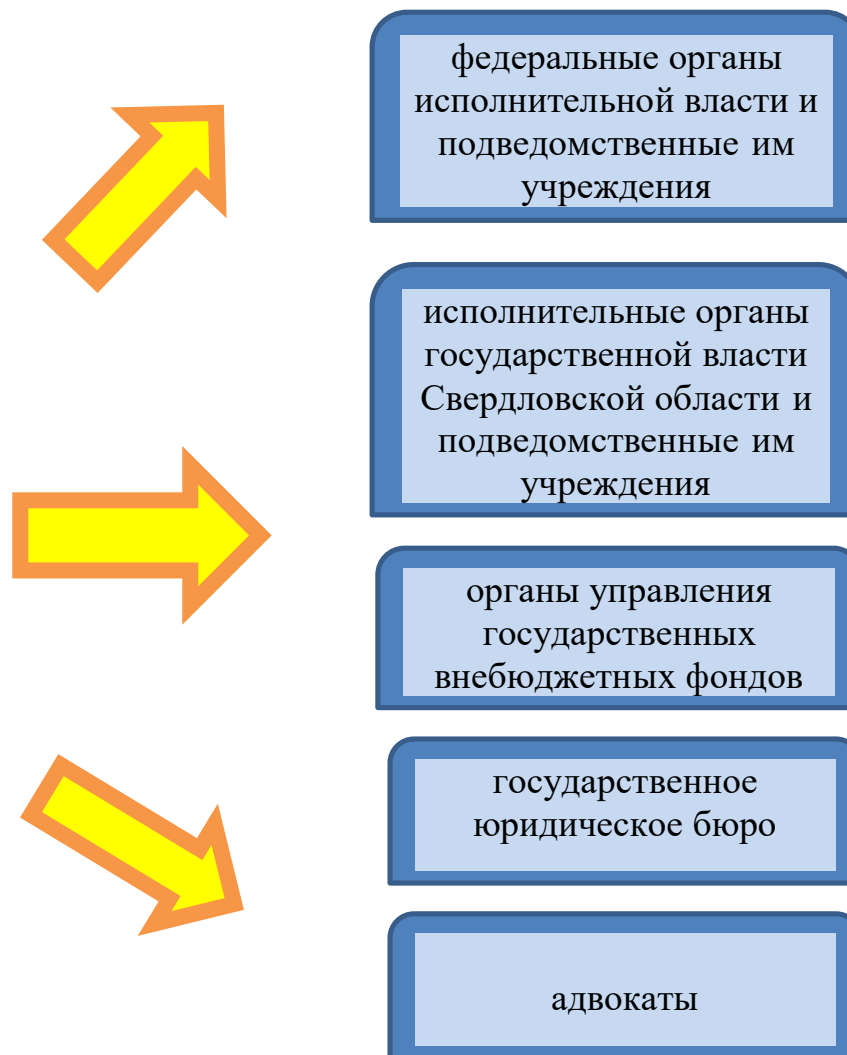 федеральные органы
исполнительной власти и
подведомственные им
учреждения
исполнительные органы
государственной власти
Свердловской области и
подведомственные им
учреждения
органы управления
государственных
внебюджетных фондов
государственное
юридическое бюро
адвокаты